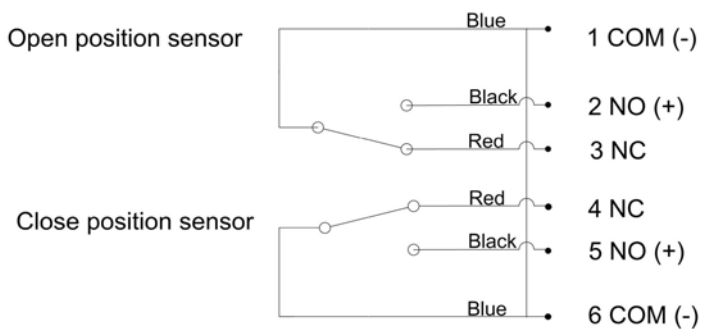 Blue
Open position sensor
1 COM (-)
Black
2 NO (+)
Red
3 NC
Red
4 NC
Close position sensor
Black
5 NO (+)
Blue
6 COM (-)